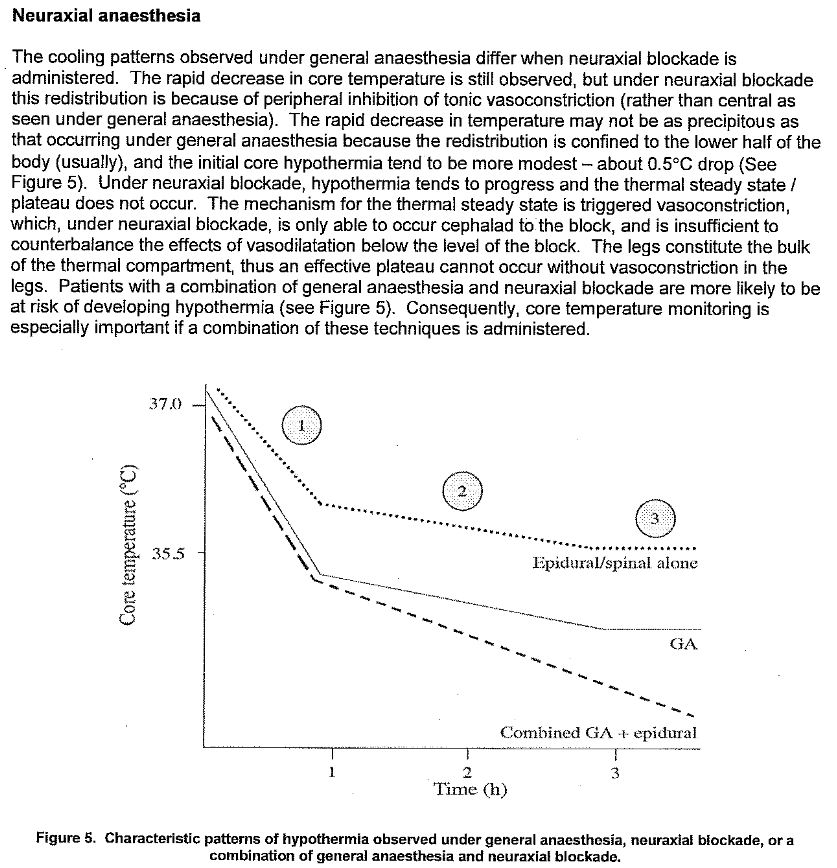 Neuraxial anaesthesia
The cooling patterns observed under general anaesthesia differ when neuraxial blockade is
administered. The rapid decrease in core temperature is still observed, but under neuraxial blockade
this redistribution is because of peripheral inhibition of tonic vasoconstriction (rather than central as
seen under general anaesthesia). The rapid decrease in temperature may not be as precipitous as
that occurring under general anaesthesia because the redistribution is confined to the lower half of the
body (usually), and the initial core hypothermia tend to be more modest – about 0.5°C drop (See
Figure 5). Under neuraxial blockade, hypothermia tends to progress and the thermal steady state /
plateau does not occur. The mechanism for the thermal steady state is triggered vasoconstriction,
which, under neuraxial blockade, is only able to occur cephalad to the block, and is insufficient to
counterbalance the effects of vasodilatation below the level of the block. The legs constitute the bulk
of the thermal compartment, thus an effective plateau cannot occur without vasoconstriction in the
legs. Patients with a combination of general anaesthesia and neuraxial blockade are more likely to be
at risk of developing hypothermia (see Figure 5). Consequently, core temperature monitoring is
especially important if a combination of these techniques is administered.
37.0
1
2
3
35.5
Core temperature (°C)
Epidural/spinal alone
GA
Combined GA + epidural
1 2 3
Time (h)
Figure 5. Characteristic patterns of hypothermia observed under general anaesthesia, neuraxial blockade, or a
combination of general anaesthesia and neuraxial blockade.